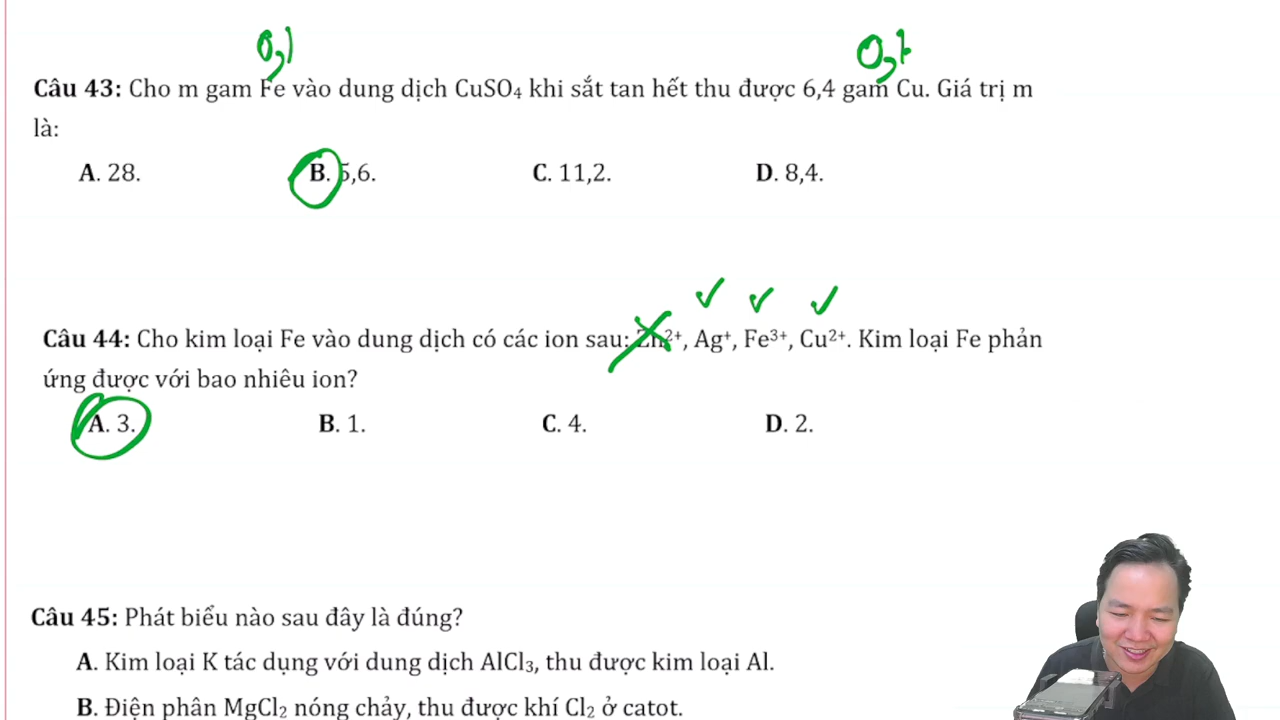 0,1 0,1
Câu 43: Cho m gam Fe vào dung dịch CuSO₄ khi sắt tan hết thu được 6,4 gam Cu. Giá trị m
là:
A. 28. B. 5,6. C. 11,2. D. 8,4.
Câu 44: Cho kim loại Fe vào dung dịch có các ion sau: Zn²⁺, Ag⁺, Fe³⁺, Cu²⁺. Kim loại Fe phản
ứng được với bao nhiêu ion?
A. 3. B. 1. C. 4. D. 2.
Câu 45: Phát biểu nào sau đây là đúng?
A. Kim loại K tác dụng với dung dịch AlCl₃, thu được kim loại Al.
B. Điện phân MgCl₂ nóng chảy, thu được khí Cl₂ ở catot.